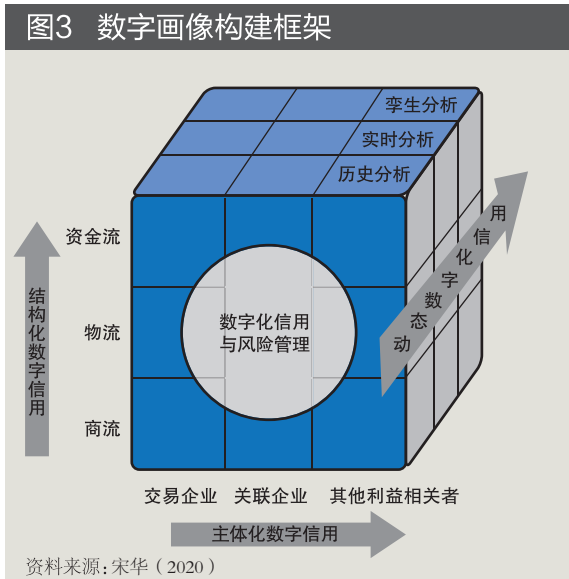 图3 数字画像构建框架
孪生分析
实时分析
历史分析
资金流
物流
商流
结构化数字信用
数字化信用
与风险管理
动态数字化信用
交易企业 关联企业 其他利益相关者
主体化数字信用
资料来源：宋华（2020）